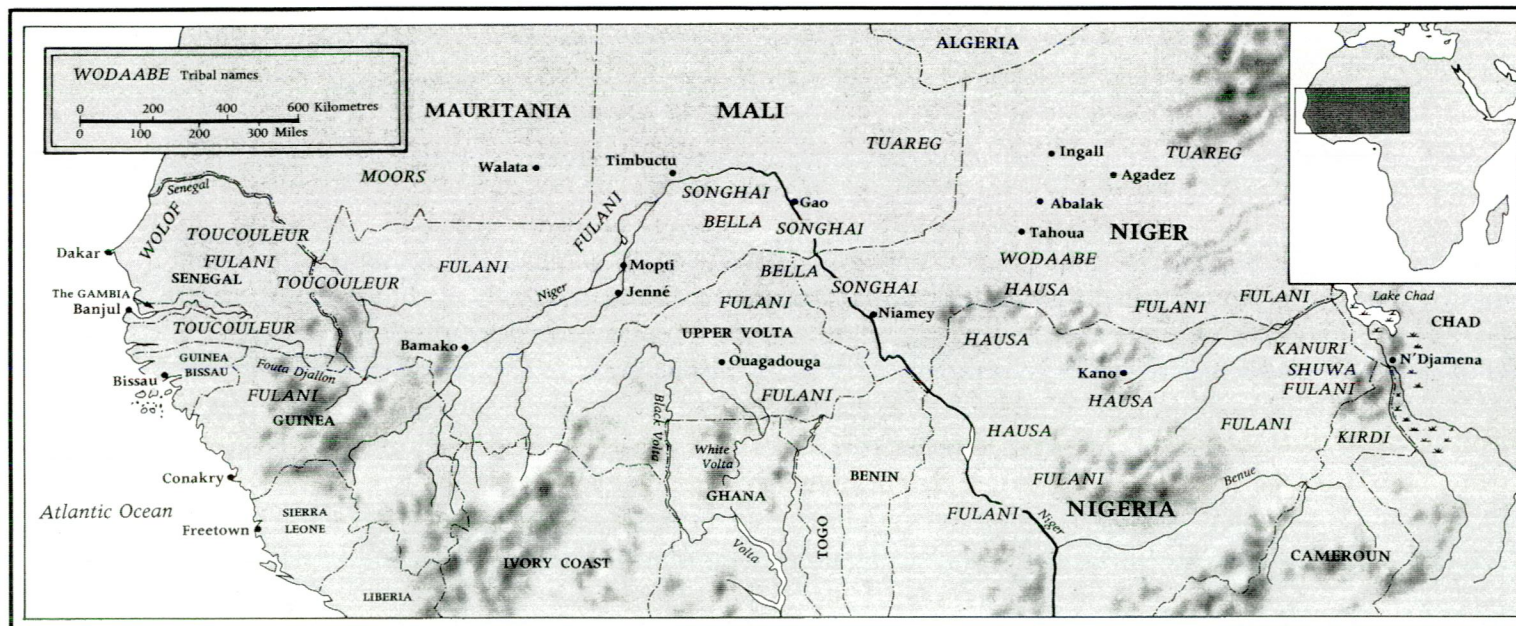 WODAABE Tribal names
0 200 400 600 Kilometres
0 100 200 300 Miles
ALGERIA
MAURITANIA
MALI
TUAREG
Ingall
TUAREG
Agadez
Walata
Timbuctu
MOORS
Senegal
WOLOF
TOUCOULEUR
FULANI
SENEGAL
TOUCOULEUR
Dakar
The GAMBIA
Banjul
TOUCOULEUR
GUINEA
BISSAU
Bissau
Fouta Djallon
FULANI
GUINEA
Conakry
Atlantic Ocean
SIERRA
LEONE
Freetown
LIBERIA
FULANI
FULANI
Niger
Mopti
Jenné
Bamako
SONGHAI
BELLA
Gao
SONGHAI
BELLA
SONGHAI
FULANI
Niamey
UPPER VOLTA
Ouagadouga
FULANI
Black Volta
White
Volta
GHANA
Volta
IVORY COAST
TOGO
BENIN
Abalak
Tahoua
NIGER
WODAABE
HAUSA
FULANI
FULANI
HAUSA
Kano
HAUSA
HAUSA
FULANI
FULANI
NIGERIA
FULANI
Niger
Benue
Lake Chad
CHAD
KANURI
SHUWA
FULANI
N'Djamena
KIRDI
CAMEROUN